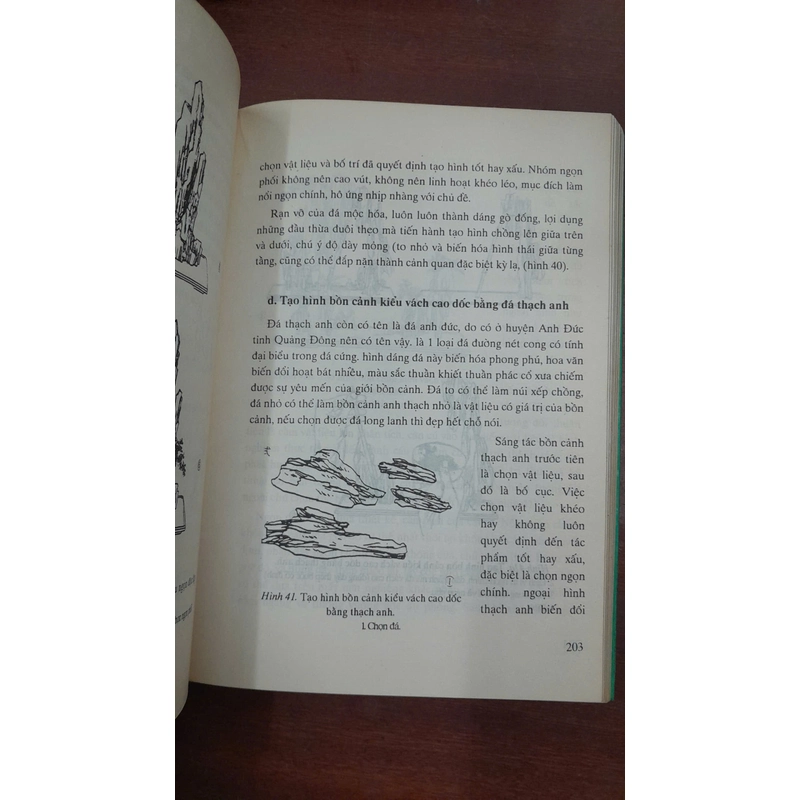 chọn vật liệu và bố trí đã quyết định tạo hình tốt hay xấu. Nhóm ngọn
phối không nên cao vút, không nên linh hoạt khéo léo, mục đích làm
nổi ngọn chính, hô ứng nhịp nhàng với chủ đề.
Rạn vỡ của đá mộc hóa, luôn luôn thành dáng gò đống, lợi dụng
những đầu thừa đuôi theo mà tiến hành tạo hình chồng lên giữa trên
và dưới, chú ý độ dày mỏng (to nhỏ và biến hóa hình thái giữa từng
tầng, cũng có thể đắp nặn thành cảnh quan đặc biệt kỳ lạ, (hình 40).
d. Tạo hình bồn cảnh kiểu vách cao dốc bằng đá thạch anh
Đá thạch anh còn có tên là đá anh đức, do có ở huyện Anh Đức
tỉnh Quảng Đông nên có tên vậy. là 1 loại đá đường nét cong có tính
đại biểu trong đá cứng. hình dáng đá này biến hóa phong phú, hoa văn
biến đổi hoạt bát nhiều, màu sắc thuần khiết thuần phác cổ xưa chiếm
được sự yêu mến của giới bồn cảnh. Đá to có thể làm núi xếp chồng,
đá nhỏ có thể làm bồn cảnh anh thạch nhỏ là vật liệu có giá trị của bồn
cảnh, nếu chọn được đá long lanh thì đẹp hết chỗ nói.
Sáng tác bồn cảnh
thạch anh trước tiên
là chọn vật liệu, sau
đó là bố cục. Việc
chọn vật liệu khéo
hay không luôn
quyết định đến tác
phẩm tốt hay xấu,
đặc biệt là chọn ngọn
chính. ngoại hình
thạch anh biến đổi
Hình 41. Tạo hình bồn cảnh kiểu vách cao dốc
bằng thạch anh.
1. Chọn đá.
203